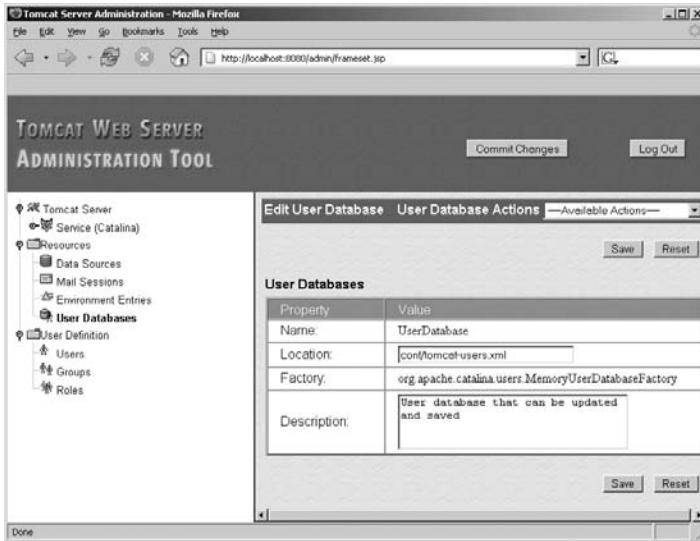 Tomcat Server Administration - Mozilla Firefox
File Edit View Go Bookmarks Tools Help
http://localhost:8080/admin/frameset.jsp
G
TOMCAT WEB SERVER
ADMINISTRATION TOOL
Commit Changes
Log Out
Tomcat Server
Service (Catalina)
Resources
Data Sources
Mail Sessions
Environment Entries
User Databases
User Definition
Users
Groups
Roles
Edit User Database
User Database Actions
---Available Actions---
Save
Reset
User Databases
Property Value
Name: UserDatabase
Location: conf/tomcat-users.xml
Factory: org.apache.catalina.users.MemoryUserDatabaseFactory
Description: User database that can be updated
and saved
Save
Reset
Done